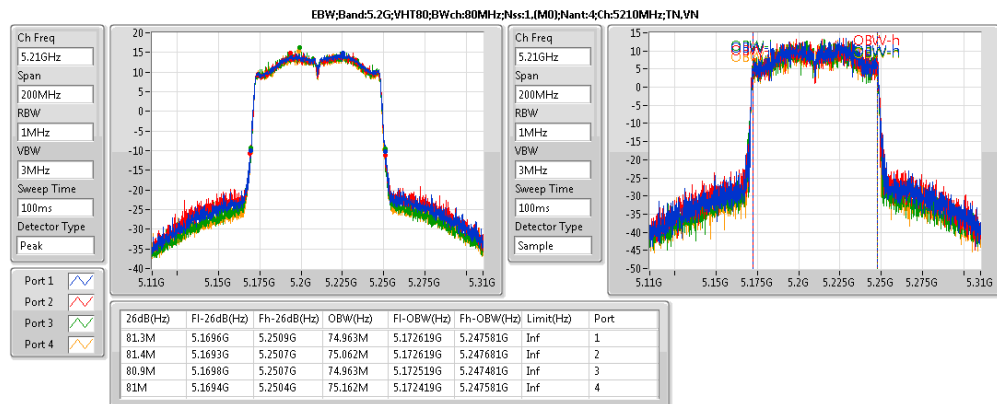 EBW;Band:5.2G;VHT80;BWch:80MHz;Nss:1,(M0);Nant:4;Ch:5210MHz;TN,VN
Ch Freq
5.21GHz
Span
200MHz
RBW
1MHz
VBW
3MHz
Sweep Time
100ms
Detector Type
Peak
20
15
10
5
0
-5
-10
-15
-20
-25
-30
-35
-40
5.11G 5.125G 5.15G 5.175G 5.2G 5.225G 5.25G 5.275G 5.31G
Ch Freq
5.21GHz
Span
200MHz
RBW
1MHz
VBW
3MHz
Sweep Time
100ms
Detector Type
Sample
15
10
5
0
-5
-10
-15
-20
-25
-30
-35
-40
-45
-50
OBW-h
OBW-h
5.11G 5.125G 5.15G 5.175G 5.2G 5.225G 5.25G 5.275G 5.31G
Port 1
Port 2
Port 3
Port 4
26dB(Hz) Fl-26dB(Hz) Fh-26dB(Hz) OBW(Hz) Fl-OBW(Hz) Fh-OBW(Hz) Limit(Hz) Port
81.3M 5.1696G 5.2509G 74.963M 5.172619G 5.247581G Inf 1
81.4M 5.1693G 5.2507G 75.062M 5.172619G 5.247681G Inf 2
80.9M 5.1698G 5.2507G 74.963M 5.172519G 5.247481G Inf 3
81M 5.1694G 5.2504G 75.162M 5.172419G 5.247581G Inf 4